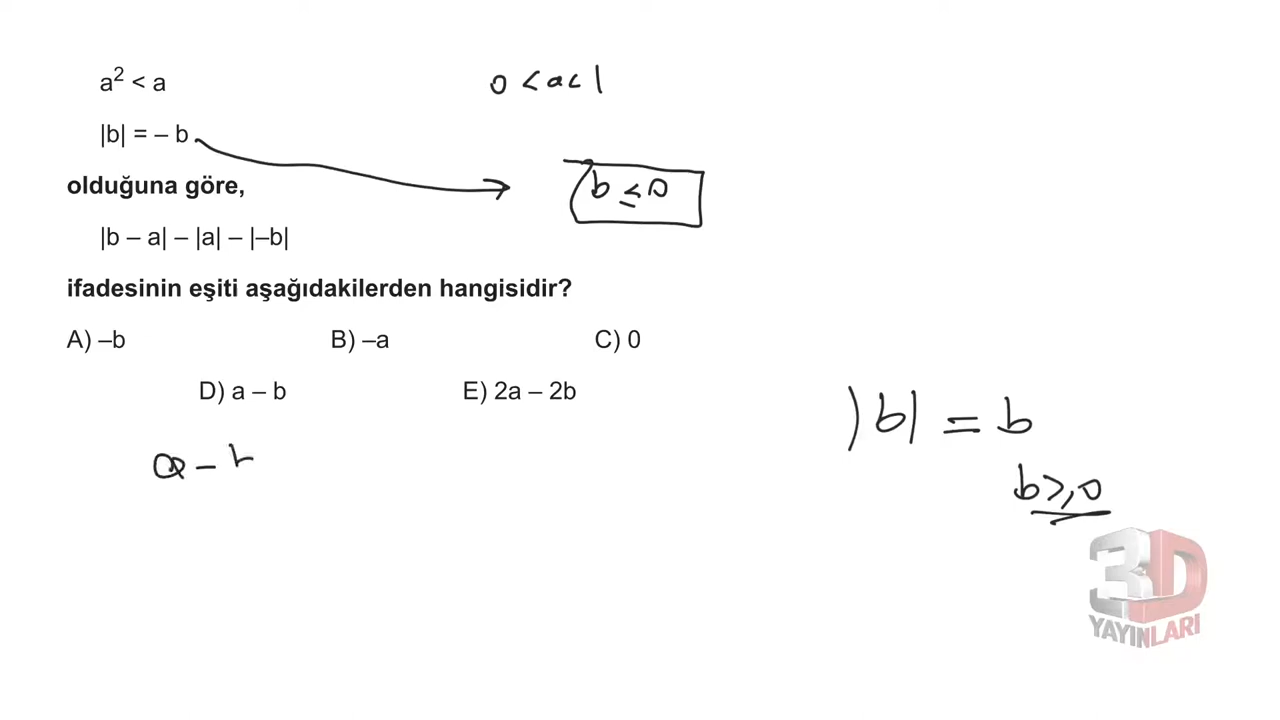 a² < a
0 < a < 1
|b| = – b
olduğuna göre,
b ≤ 0
|b – a| – |a| – |–b|
ifadesinin eşiti aşağıdakilerden hangisidir?
A) –b B) –a C) 0
D) a – b E) 2a – 2b
|b| = b
a –
b ≥ 0
3D
YAYINLARI